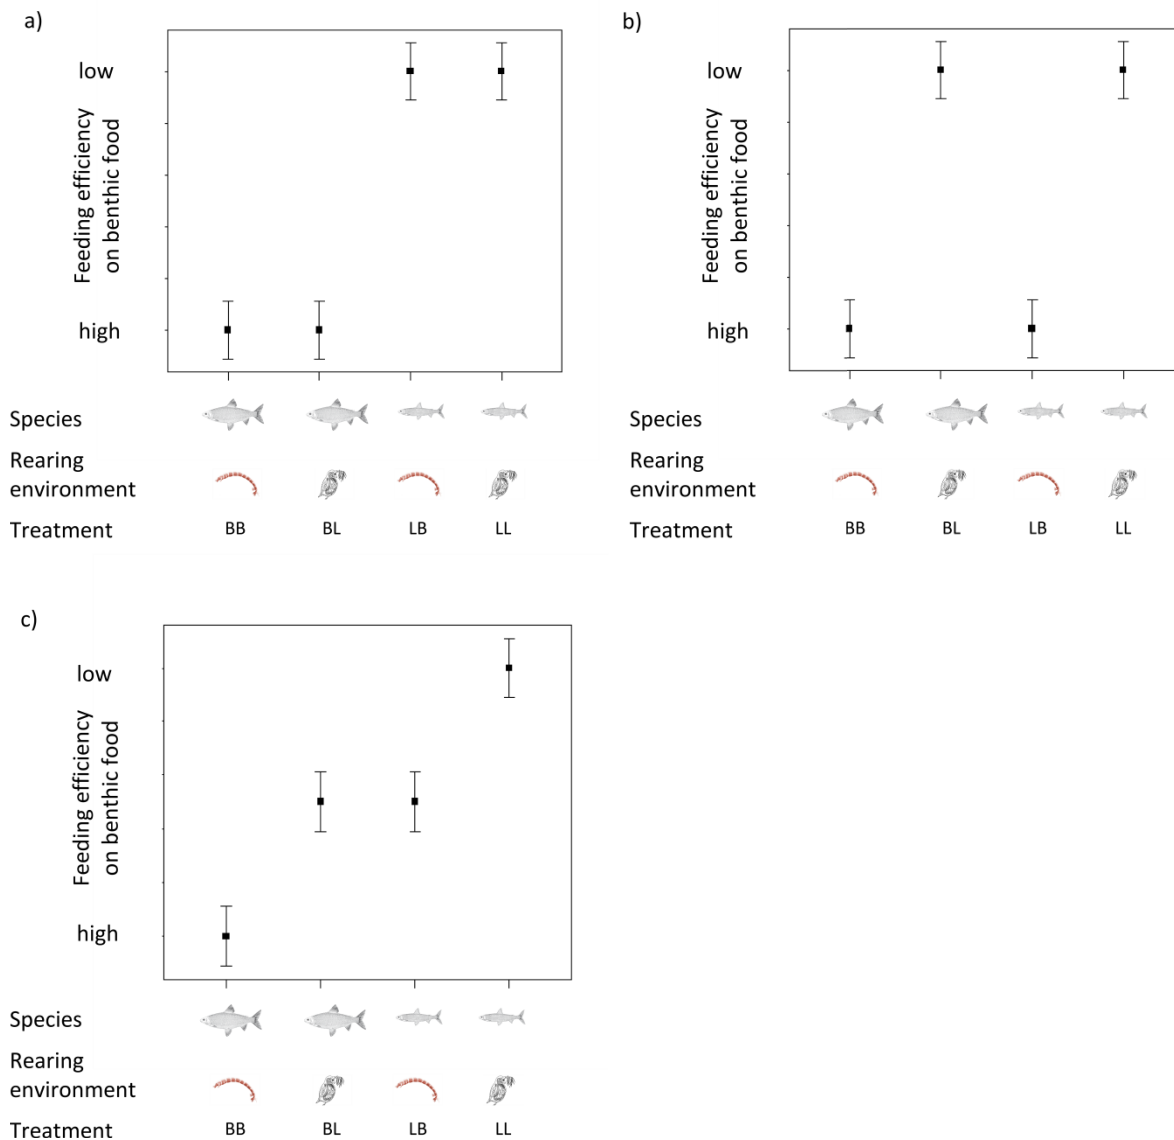 a)
low
Feeding efficiency
on benthic food
high
Species
Rearing
environment
Treatment BB BL LB LL
b)
low
Feeding efficiency
on benthic food
high
Species
Rearing
environment
Treatment BB BL LB LL
c)
low
Feeding efficiency
on benthic food
high
Species
Rearing
environment
Treatment BB BL LB LL